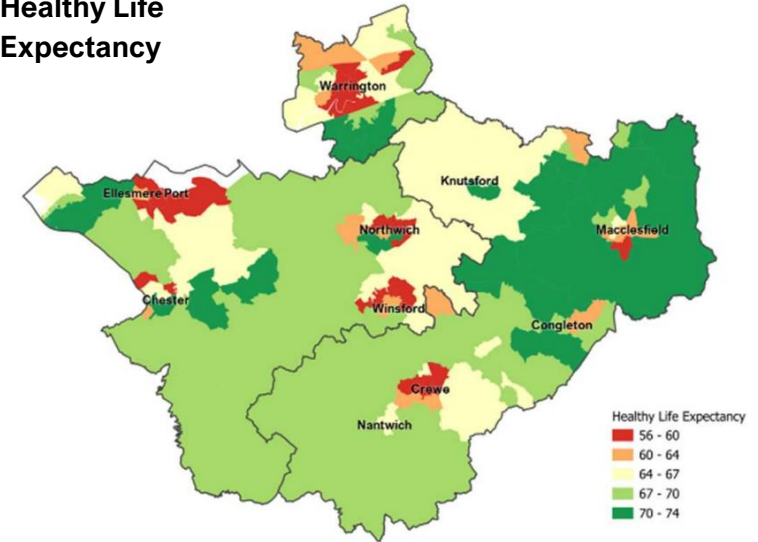 Healthy Life
Expectancy
Warrington
Knutsford
Ellesmere Port
Northwich
Macclesfield
Chester
Winsford
Congleton
Crewe
Nantwich
Healthy Life Expectancy
56 - 60
60 - 64
64 - 67
67 - 70
70 - 74